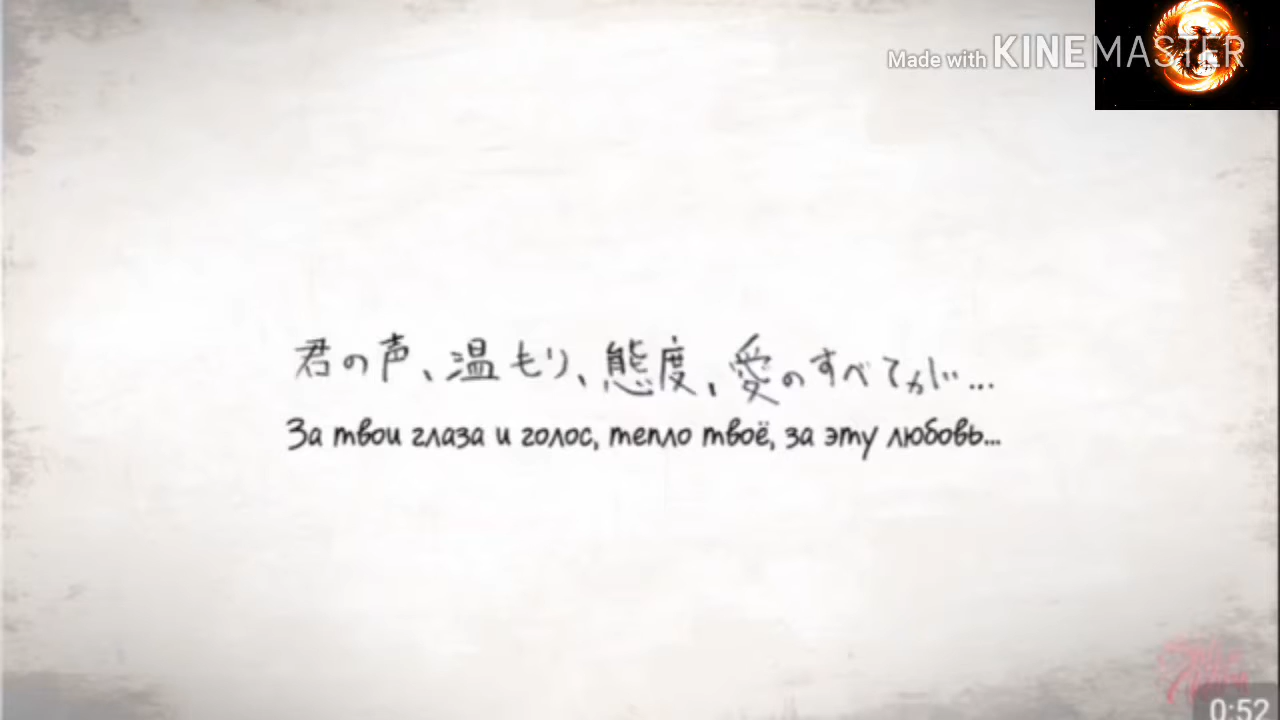 Made with KINEMASTER
君の声、温もり、態度、愛のすべてが...
За твои глаза и голос, тепло твоё, за эту любовь...
0:52